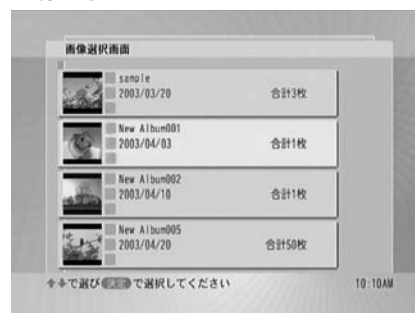 画像選択画面
sample
2003/03/20 合計3枚
New Album001
2003/04/03 合計1枚
New Album002
2003/04/10 合計1枚
New Album005
2003/04/20 合計50枚
で選び 決定 で選択してください 10:10AM